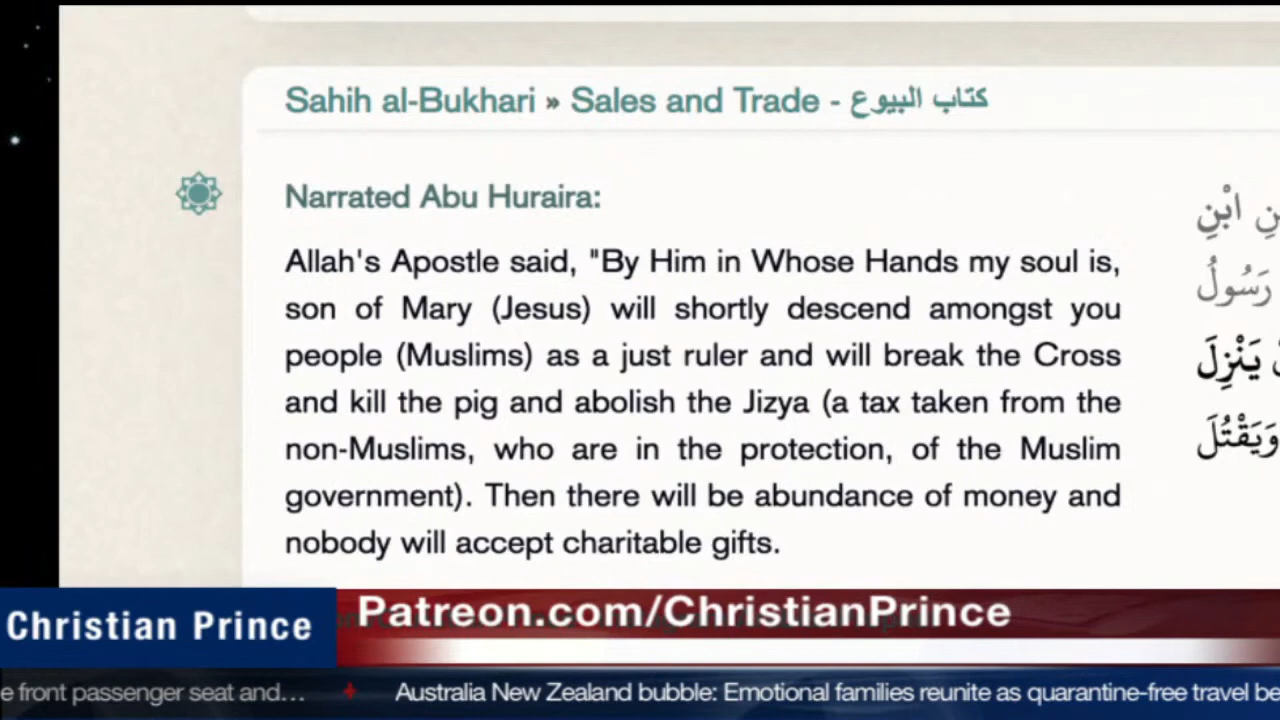 Sahih al-Bukhari » Sales and Trade - كتاب البيوع
Narrated Abu Huraira:
Allah's Apostle said, "By Him in Whose Hands my soul is,
son of Mary (Jesus) will shortly descend amongst you
people (Muslims) as a just ruler and will break the Cross
and kill the pig and abolish the Jizya (a tax taken from the
non-Muslims, who are in the protection, of the Muslim
government). Then there will be abundance of money and
nobody will accept charitable gifts.
ابْنِ
رَسُولُ
يَنْزِلَ
وَيَقْتُلَ
Christian Prince
Patreon.com/ChristianPrince
e front passenger seat and… Australia New Zealand bubble: Emotional families reunite as quarantine-free travel be